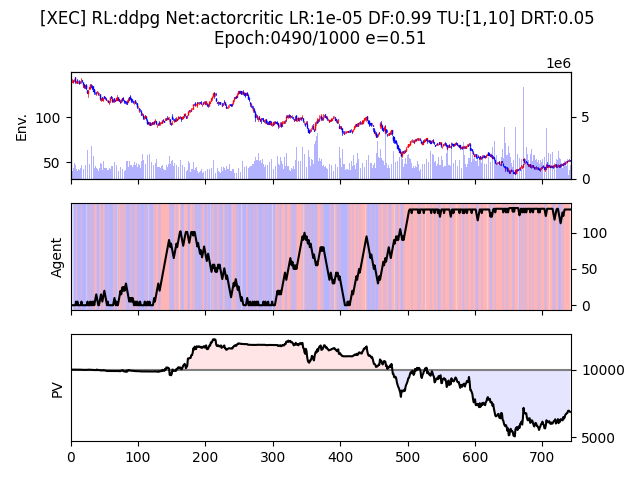 [XEC] RL:ddpg Net:actorcritic LR:1e-05 DF:0.99 TU:[1,10] DRT:0.05
Epoch:0490/1000 e=0.51
1e6
Env.
100
50
5
0
Agent
100
50
0
PV
10000
5000
0 100 200 300 400 500 600 700